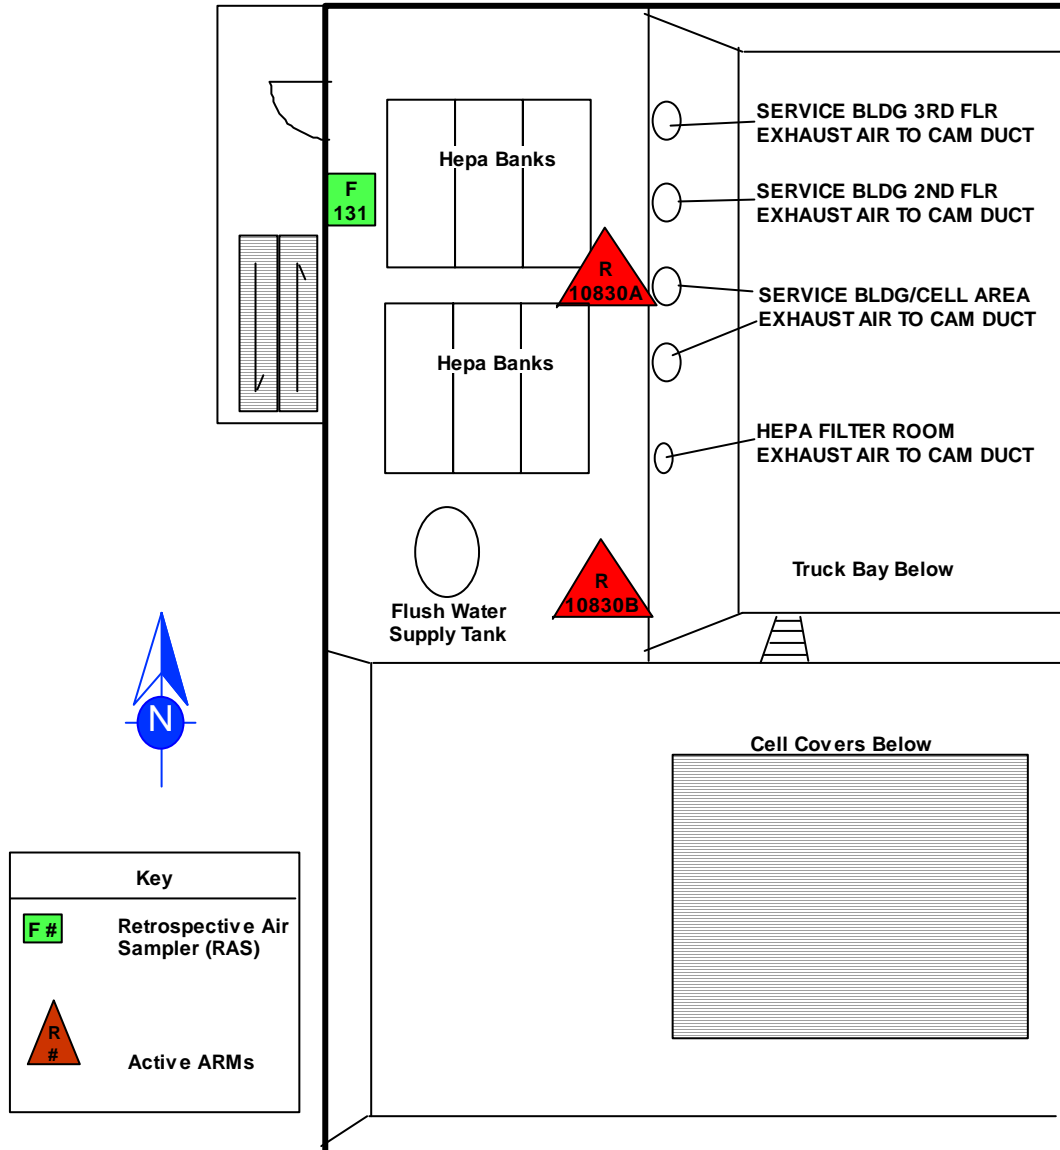 SERVICE BLDG 3RD FLR
EXHAUST AIR TO CAM DUCT
Hepa Banks
F
131
SERVICE BLDG 2ND FLR
EXHAUST AIR TO CAM DUCT
R
10830A
SERVICE BLDG/CELL AREA
EXHAUST AIR TO CAM DUCT
Hepa Banks
HEPA FILTER ROOM
EXHAUST AIR TO CAM DUCT
Truck Bay Below
R
10830B
Flush Water
Supply Tank
N
Cell Covers Below
Key
F #
Retrospective Air
Sampler (RAS)
R
#
Active ARMs